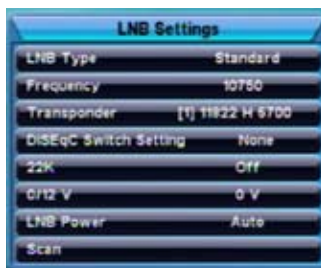 LNB Settings
LNB Type Standard
Frequency 10750
Transponder [1] 11822 H 5700
DiSEqC Switch Setting None
22K Off
0/12 V 0 V
LNB Power Auto
Scan